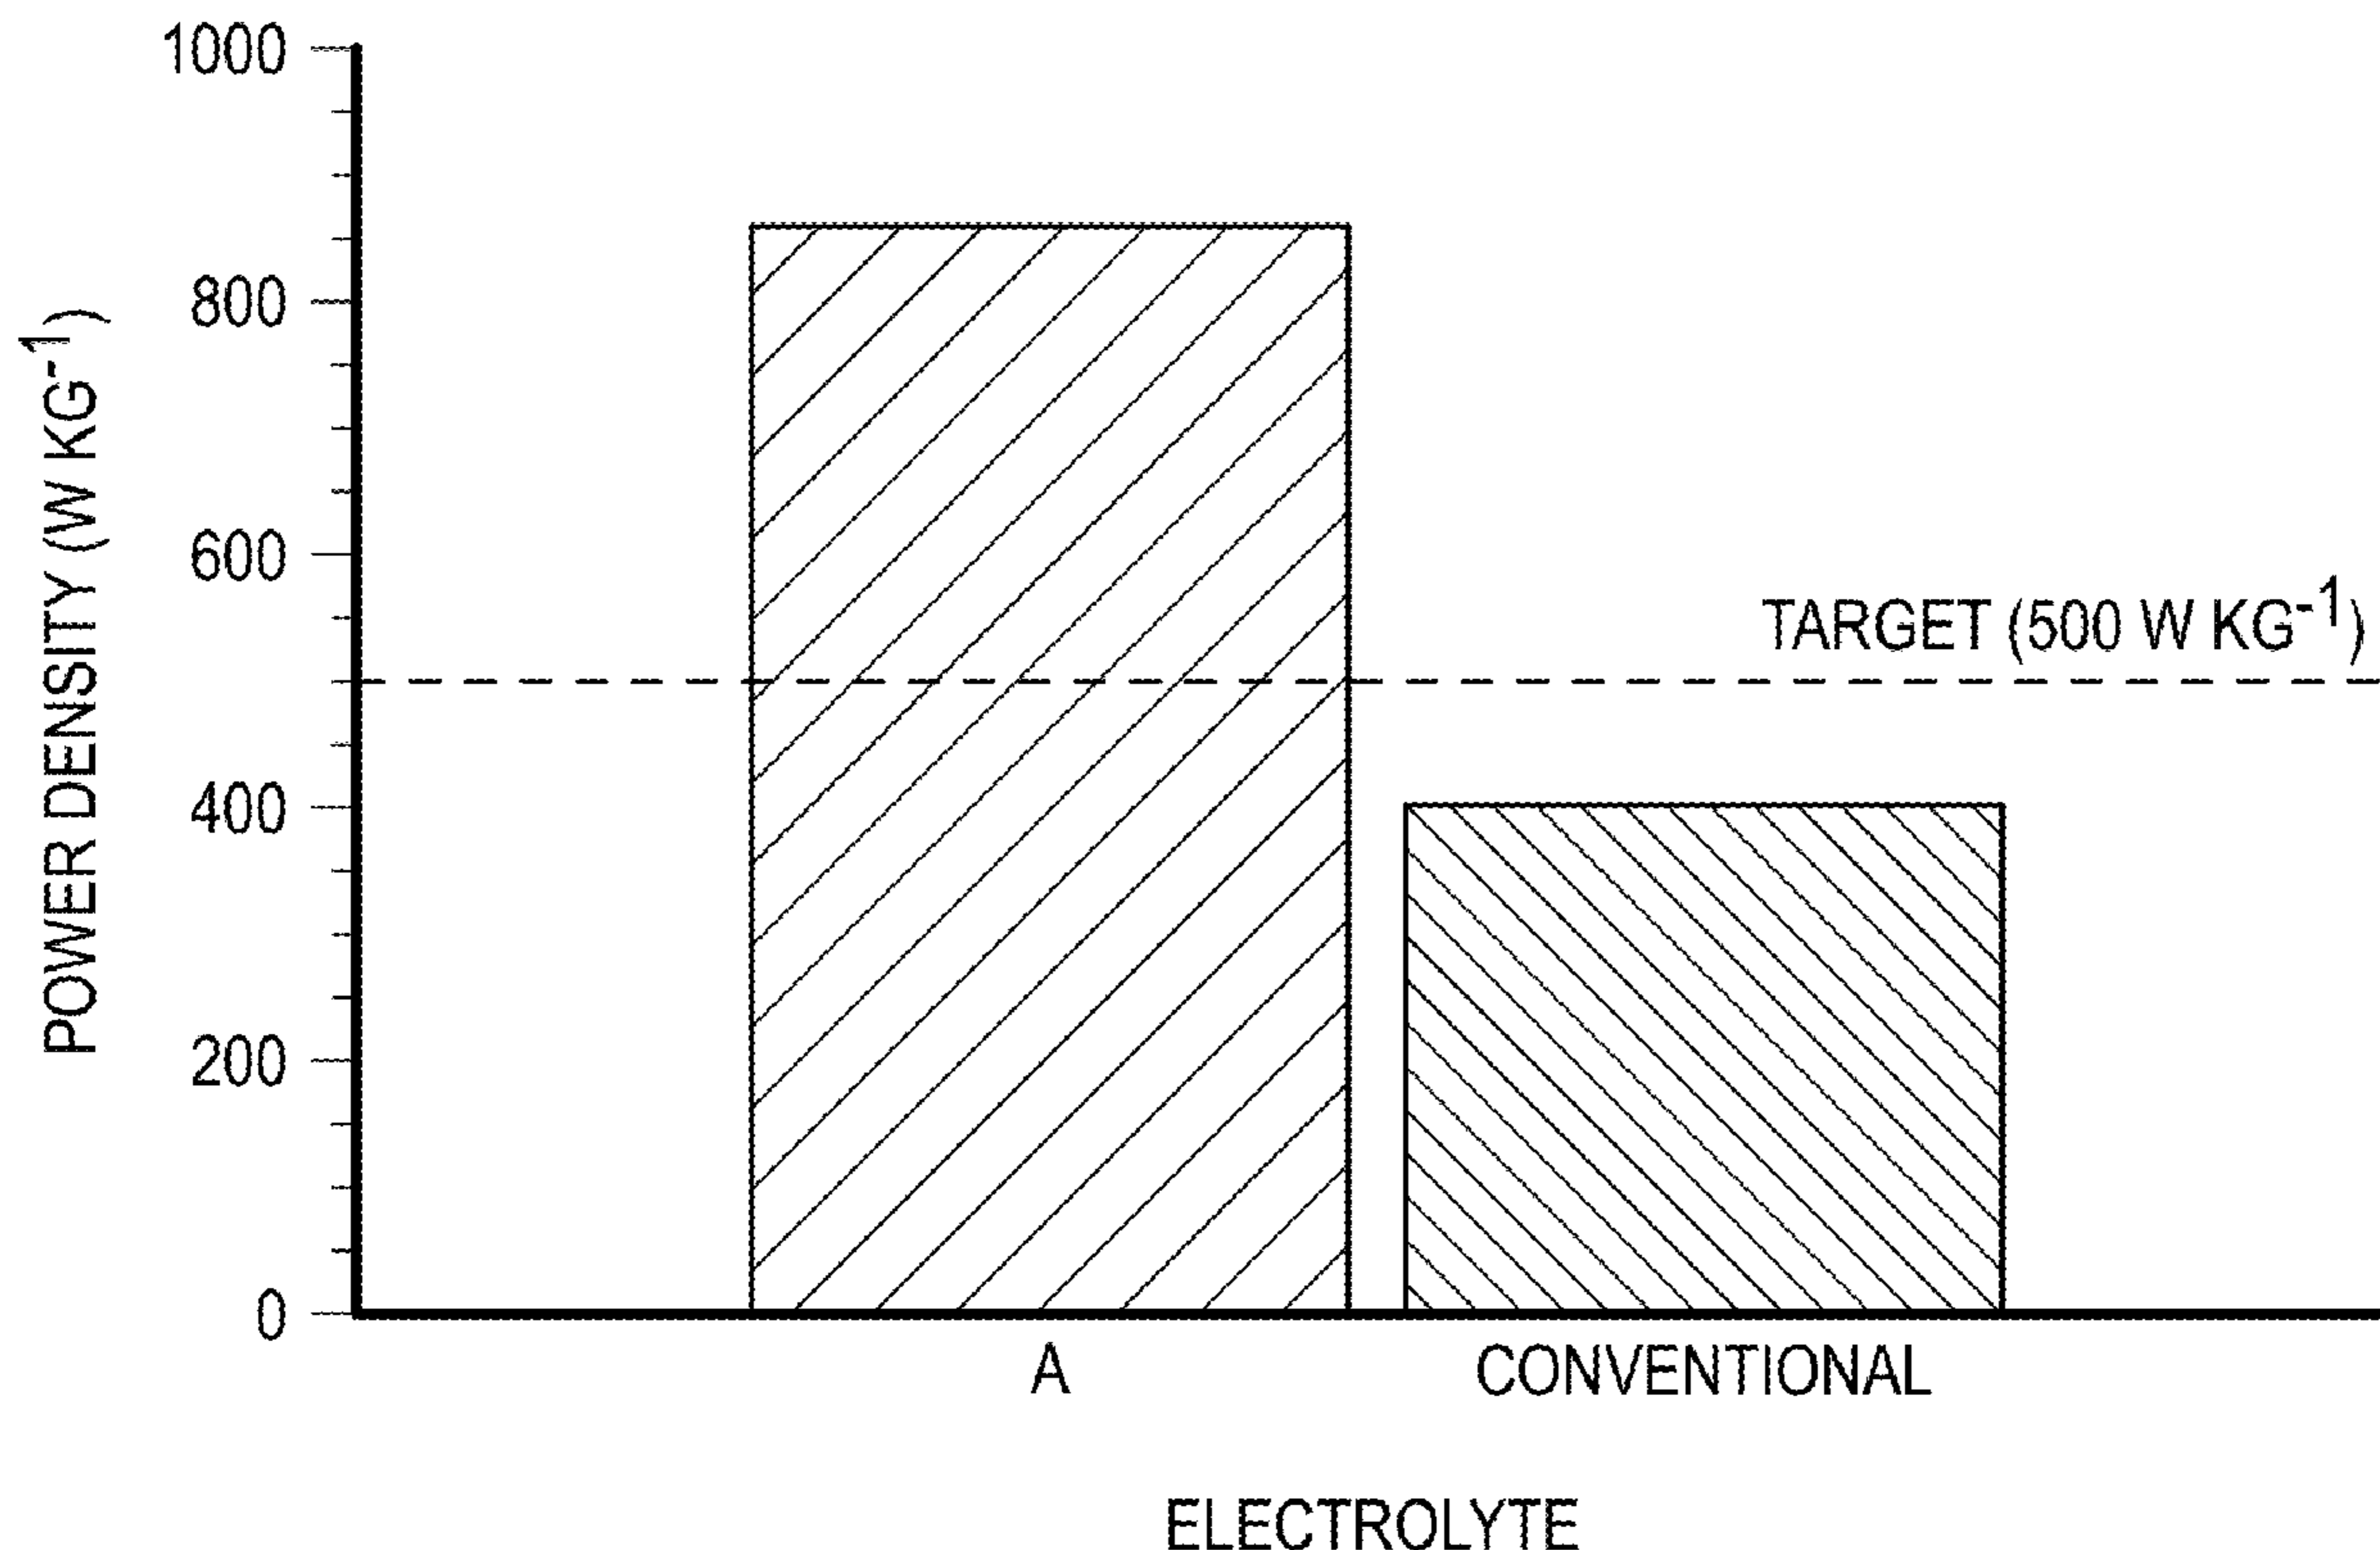 1000
800
600
400
200
0
POWER DENSITY (W KG-1)
TARGET (500 W KG-1)
A
CONVENTIONAL
ELECTROLYTE